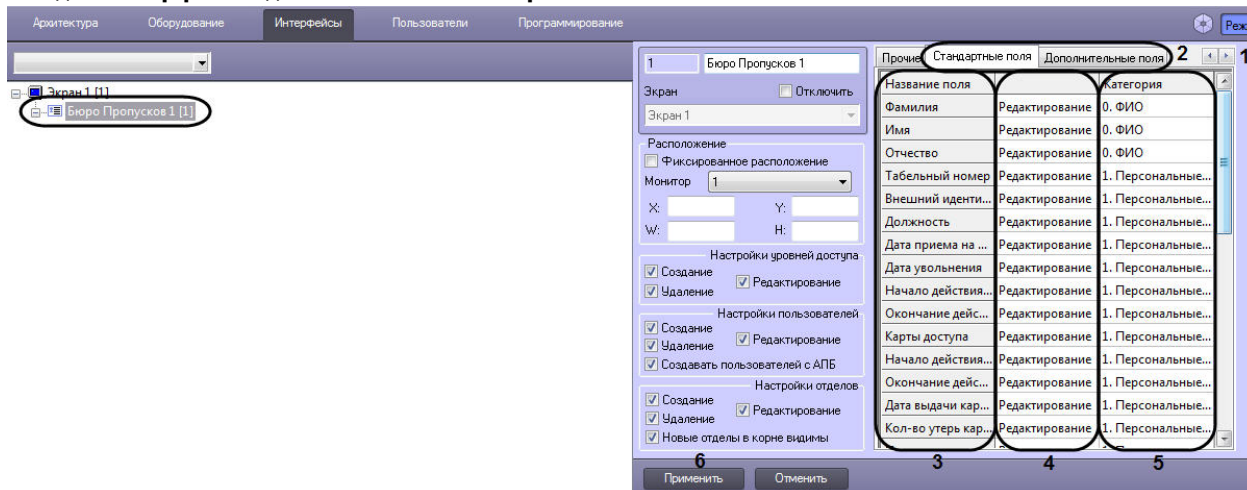 Архитектура Оборудование Интерфейсы Пользователи Программирование Реж
1 Бюро Пропусков 1
Прочие Стандартные поля Дополнительные поля 2 1
Экран 1 [1]
Бюро Пропусков 1 [1]
Экран Отключить
Экран 1
Расположение
Фиксированное расположение
Монитор 1
X: Y:
W: H:
Настройки уровней доступа
Создание
Редактирование
Удаление
Настройки пользователей
Создание
Редактирование
Удаление
Создавать пользователей с АПБ
Настройки отделов
Создание
Редактирование
Удаление
Новые отделы в корне видимы
Название поля Категория
Фамилия Редактирование 0. ФИО
Имя Редактирование 0. ФИО
Отчество Редактирование 0. ФИО
Табельный номер Редактирование 1. Персональные...
Внешний иденти... Редактирование 1. Персональные...
Должность Редактирование 1. Персональные...
Дата приема на ... Редактирование 1. Персональные...
Дата увольнения Редактирование 1. Персональные...
Начало действия... Редактирование 1. Персональные...
Окончание дейс... Редактирование 1. Персональные...
Карты доступа Редактирование 1. Персональные...
Начало действия... Редактирование 1. Персональные...
Окончание дейс... Редактирование 1. Персональные...
Дата выдачи кар... Редактирование 1. Персональные...
Кол-во утерь кар... Редактирование 1. Персональные...
6 3 4 5
Применить Отменить